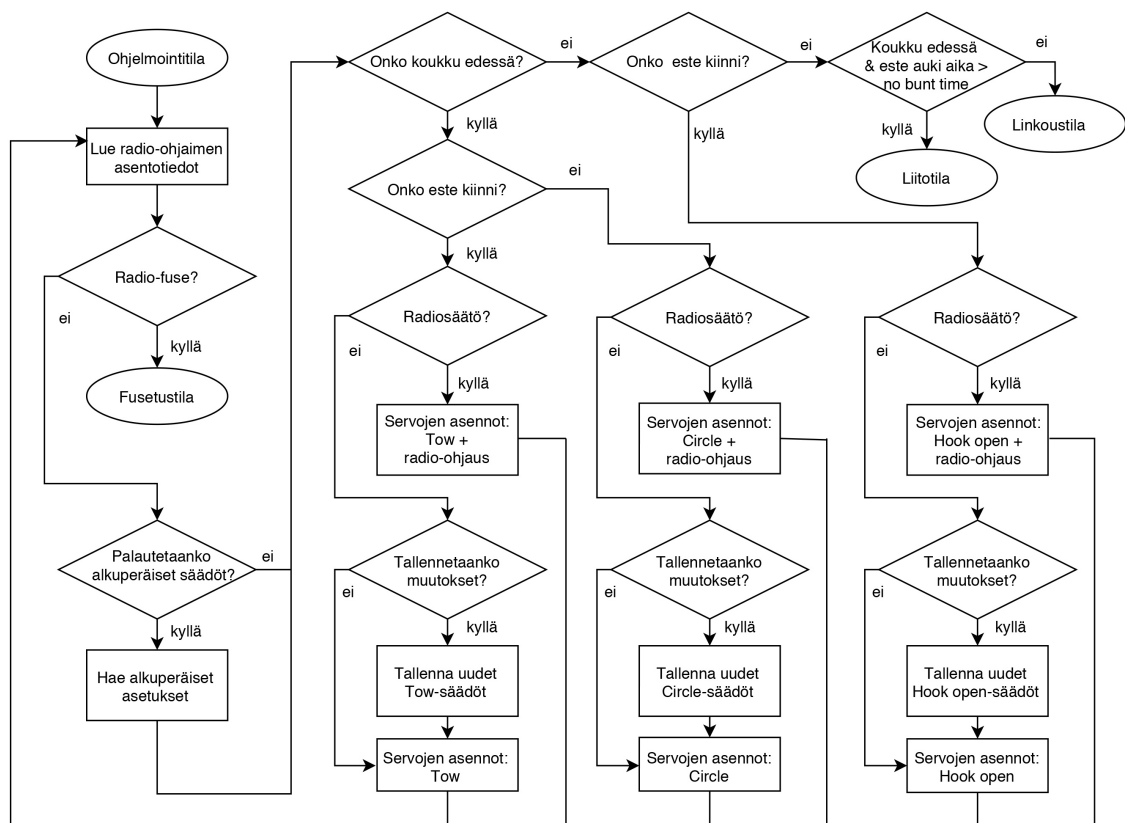 Ohjelmointitila
Lue radio-ohjaimen
asentotiedot
Radio-fuse?
ei
kyllä
Fusetustila
Palautetaanko
alkuperäiset säädöt?
ei
kyllä
Hae alkuperäiset
asetukset
Onko koukku edessä?
ei
kyllä
Onko este kiinni?
ei
kyllä
Koukku edessä
& este auki aika >
no bunt time
ei
kyllä
Linkoustila
Liitotila
Onko este kiinni?
ei
kyllä
Radiosäätö?
ei
kyllä
Servojen asennot:
Tow +
radio-ohjaus
Tallennetaanko
muutokset?
ei
kyllä
Tallenna uudet
Tow-säädöt
Servojen asennot:
Tow
Radiosäätö?
ei
kyllä
Servojen asennot:
Circle +
radio-ohjaus
Tallennetaanko
muutokset?
ei
kyllä
Tallenna uudet
Circle-säädöt
Servojen asennot:
Circle
Radiosäätö?
ei
kyllä
Servojen asennot:
Hook open +
radio-ohjaus
Tallennetaanko
muutokset?
ei
kyllä
Tallenna uudet
Hook open-säädöt
Servojen asennot:
Hook open